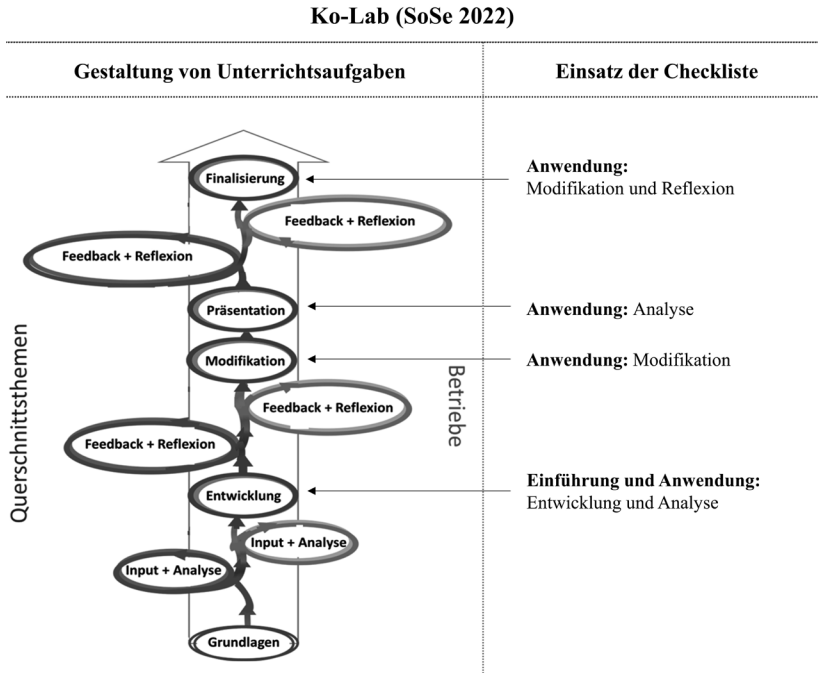 Ko-Lab (SoSe 2022)
Gestaltung von Unterrichtsaufgaben
Einsatz der Checkliste
Finalisierung
Anwendung:
Modifikation und Reflexion
Feedback + Reflexion
Feedback + Reflexion
Präsentation
Anwendung: Analyse
Modifikation
Anwendung: Modifikation
Querschnittsthemen
Betriebe
Feedback + Reflexion
Feedback + Reflexion
Entwicklung
Einführung und Anwendung:
Entwicklung und Analyse
Input + Analyse
Input + Analyse
Grundlagen